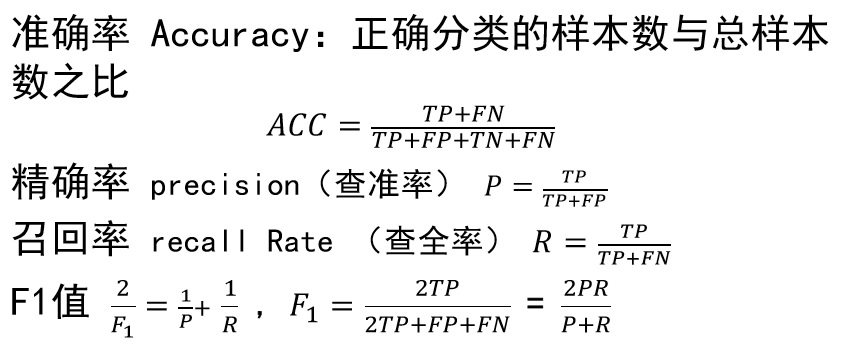 准确率 Accuracy：正确分类的样本数与总样本
数之比
ACC = \frac{TP+FN}{TP+FP+TN+FN}
精确率 precision（查准率） P = \frac{TP}{TP+FP}
召回率 recall Rate （查全率） R = \frac{TP}{TP+FN}
F1值 \frac{2}{F_1} = \frac{1}{P} + \frac{1}{R} , F_1 = \frac{2TP}{2TP+FP+FN} = \frac{2PR}{P+R}